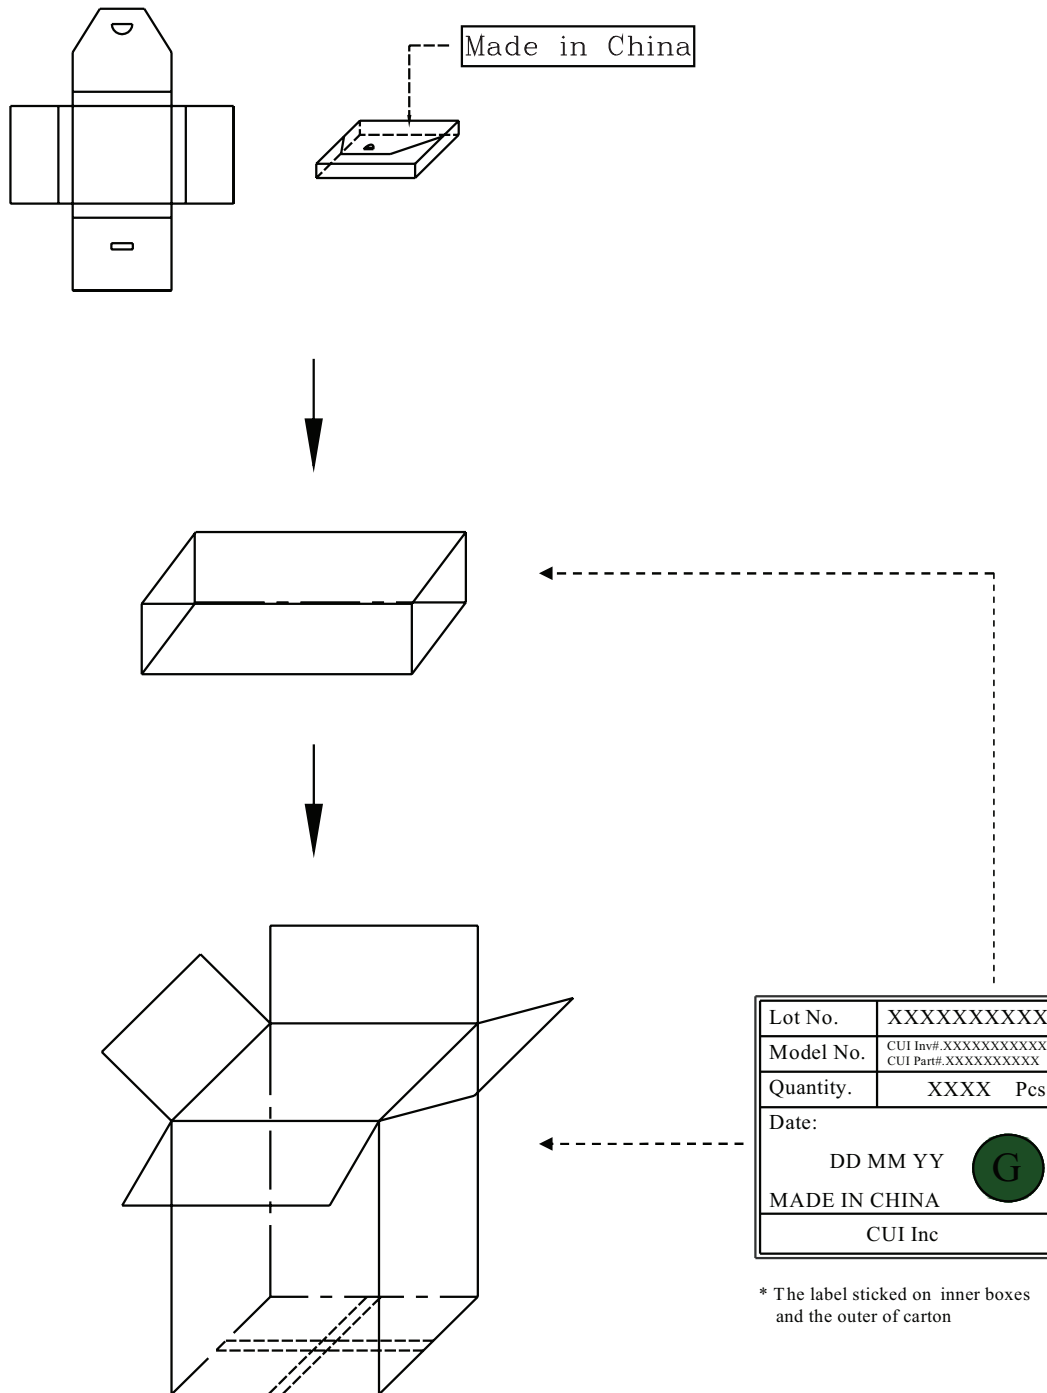 Made in China
Lot No. XXXXXXXXXX
Model No. CUI Inv#.XXXXXXXXXXX
CUI Part#.XXXXXXXXXX
Quantity. XXXX Pcs
Date:
DD MM YY
G
MADE IN CHINA
CUI Inc
* The label sticked on inner boxes
and the outer of carton